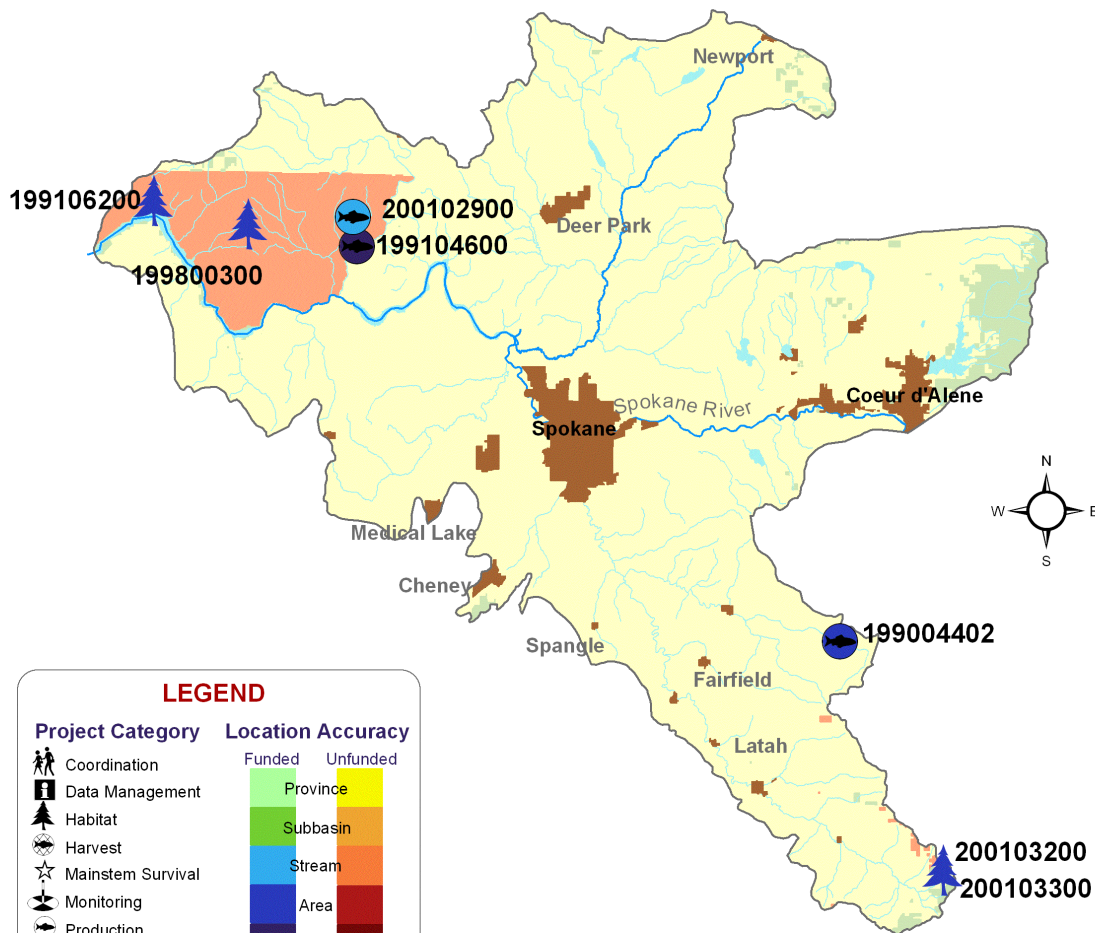 Newport
199106200
200102900
Deer Park
199104600
199800300
Coeur d'Alene
Spokane River
Spokane
N
W
E
S
Medical Lake
Cheney
199004402
Spangle
Fairfield
Latah
200103200
200103300
LEGEND
Project Category
Location Accuracy
Funded
Unfunded
Coordination
Province
Data Management
Habitat
Subbasin
Harvest
Stream
Mainstem Survival
Monitoring
Area
Production